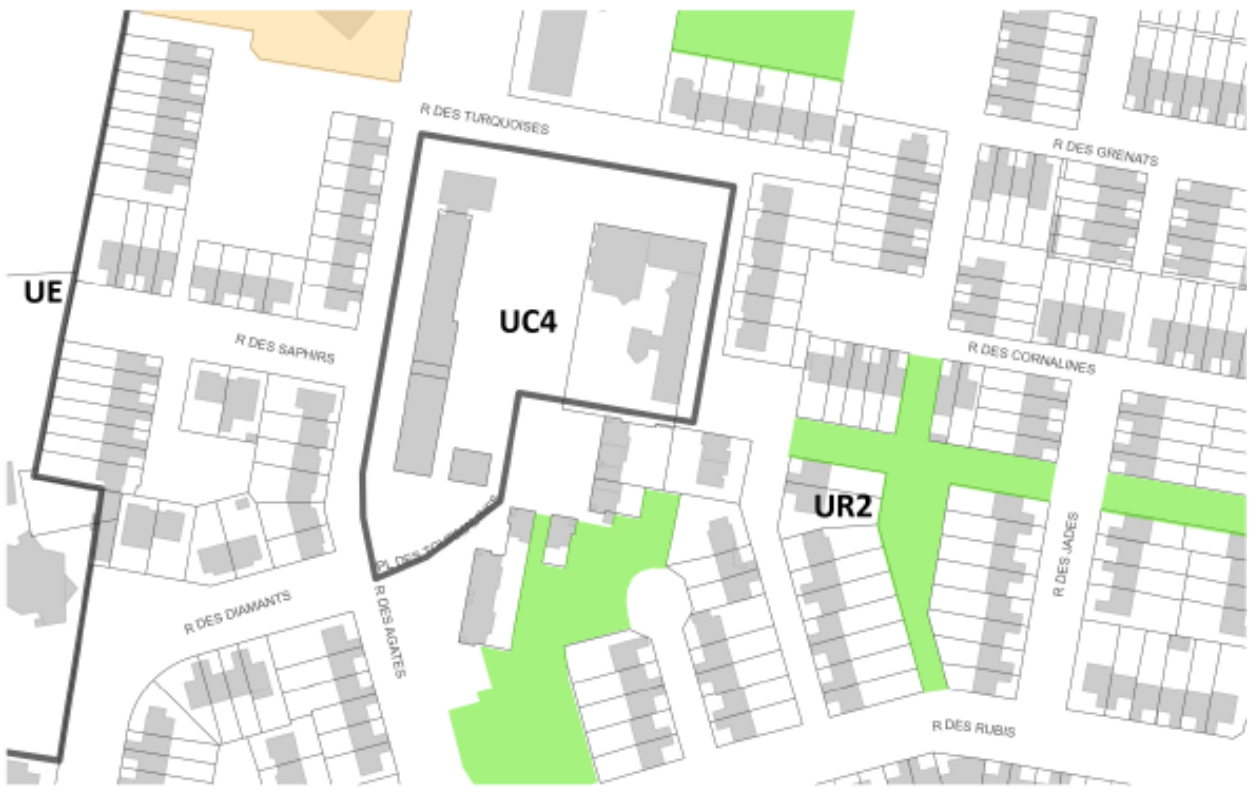 R DES TURQUOISES
R DES GRENATS
UE
UC4
R DES SAPHIRS
R DES CORNALINES
UR2
R DES JADES
R DES DIAMANTS
R DES AGATES
R DES RUBIS